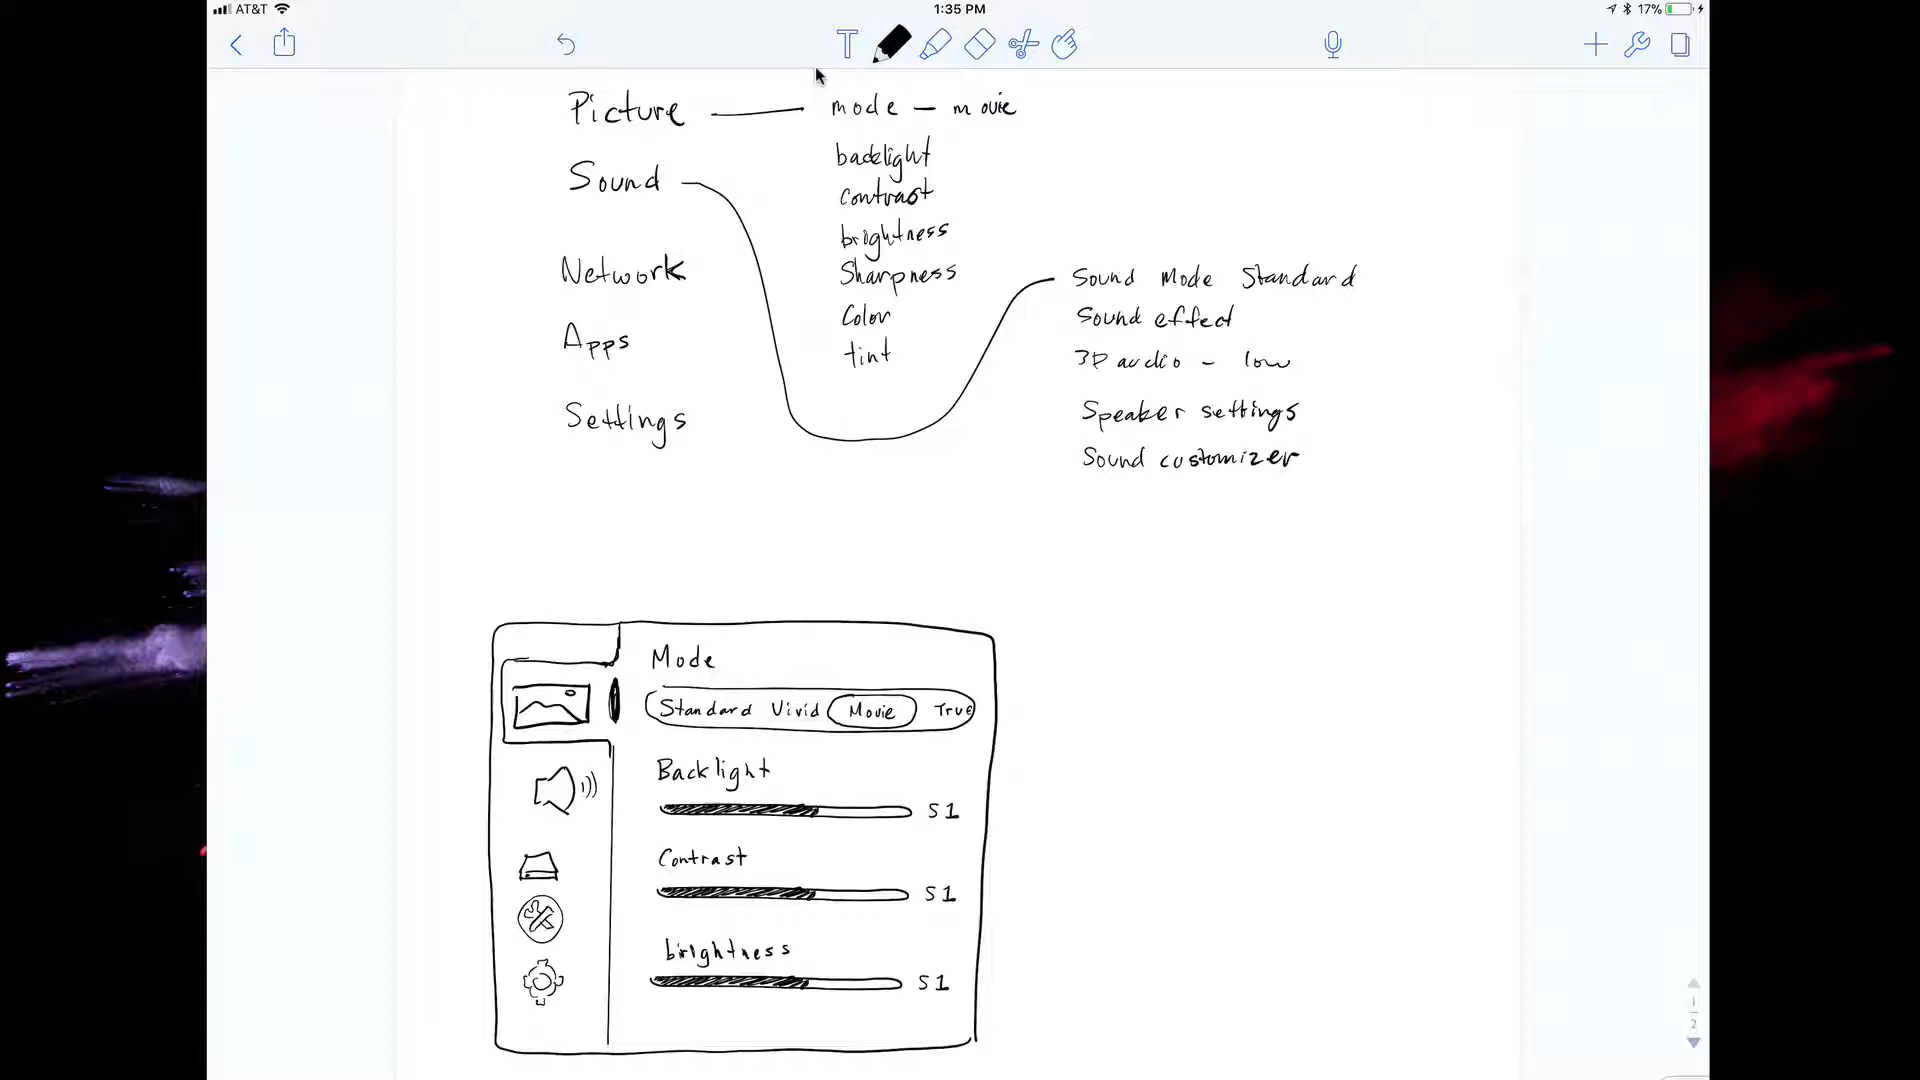 AT&T 1:35 PM 17%
T
Picture — mode — movie
Sound
backlight
contrast
brightness
Network
Sharpness
Sound Mode Standard
Color
Sound effect
Apps
tint
3D audio - low
Settings
Speaker settings
Sound customizer
Mode
Standard Vivid Movie True
Backlight
51
Contrast
51
brightness
51
1
2